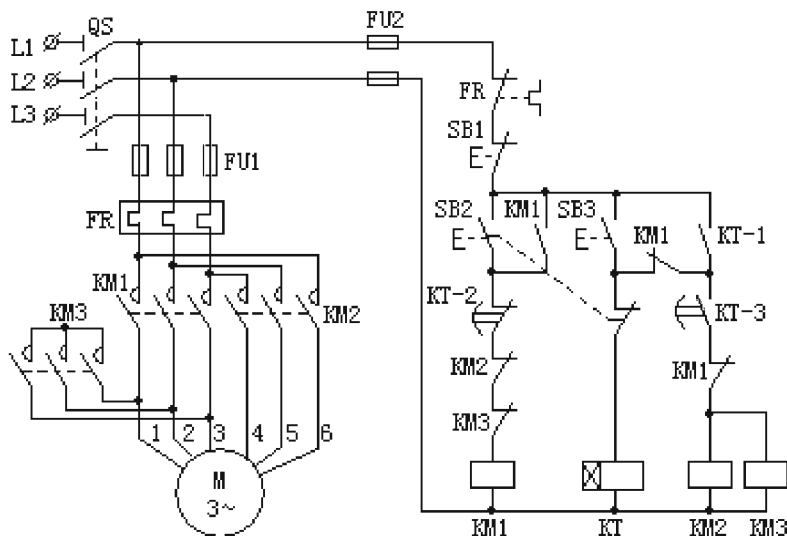 QS
FU2
L1
L2
L3
FR
SB1
FU1
FR
SB2
KM1
SB3
KM1
KT-1
KM1
KM3
KM2
KT-2
KT-3
KM2
KM1
KM3
1 2 3 4 5 6
M
3~
KM1
KT
KM2
KM3